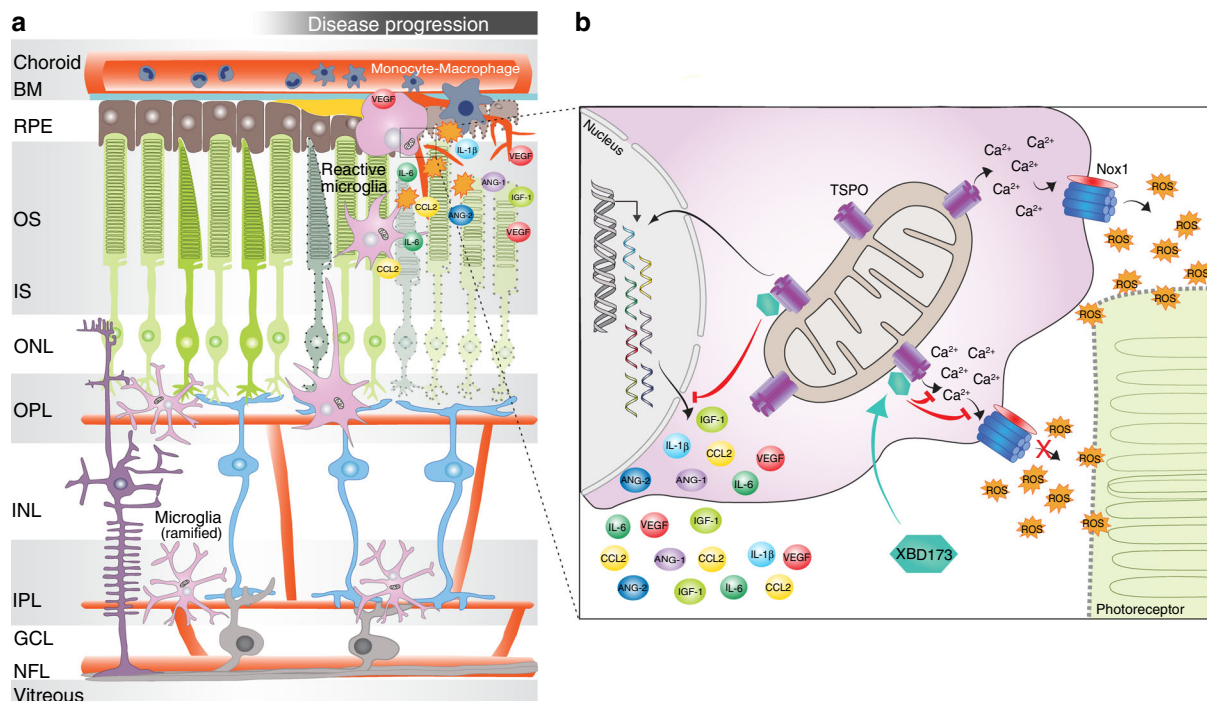 a
Disease progression
Choroid
BM
RPE
OS
IS
ONL
OPL
INL
IPL
GCL
NFL
Vitreous
Monocyte-Macrophage
VEGF
Reactive
microglia
IL-1β
VEGF
IL-6
ANG-1
IGF-1
CCL2
ANG-2
VEGF
IL-6
CCL2
Microglia
(ramified)
b
Nucleus
TSPO
Ca²⁺
Ca²⁺
Ca²⁺
Ca²⁺
Ca²⁺
Ca²⁺
Nox1
ROS
ROS
ROS
ROS
ROS
ROS
ROS
ROS
ROS
Ca²⁺
Ca²⁺
Ca²⁺
Ca²⁺
Ca²⁺
IGF-1
IL-1β
CCL2
VEGF
ANG-2
ANG-1
IL-6
X
ROS
ROS
ROS
ROS
ROS
ROS
ROS
IL-6
VEGF
IGF-1
CCL2
ANG-1
CCL2
IL-1β
VEGF
ANG-2
IGF-1
IL-6
CCL2
XBD173
Photoreceptor